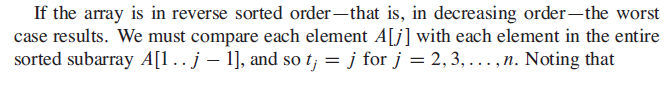 If the array is in reverse sorted order—that is, in decreasing order—the worst
case results. We must compare each element A[j] with each element in the entire
sorted subarray A[1 . . j − 1], and so tⱼ = j for j = 2, 3, . . . , n. Noting that